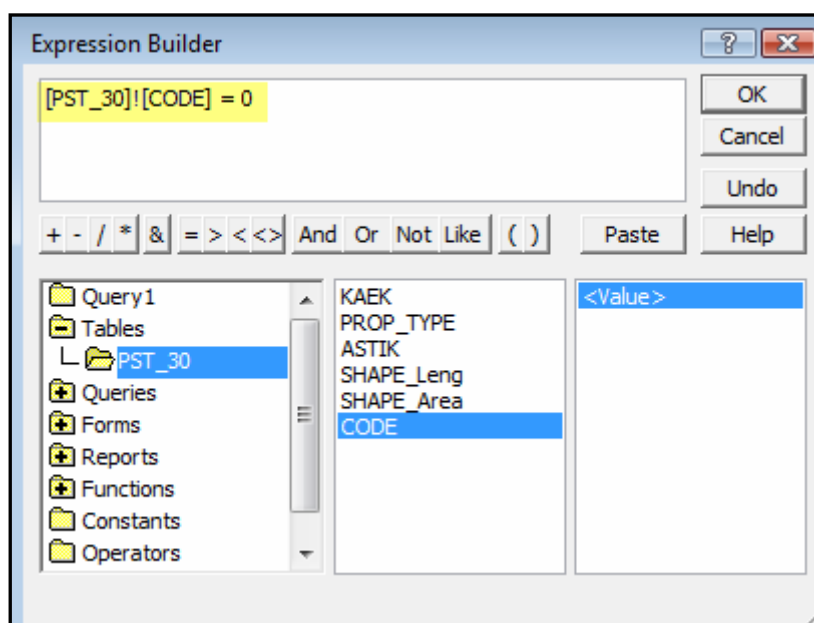 Expression Builder
?
[PST_30]![CODE] = 0
OK
Cancel
Undo
+ - / * & = > < <> And Or Not Like ( ) Paste Help
Query1
Tables
PST_30
Queries
Forms
Reports
Functions
Constants
Operators
KAEK
PROP_TYPE
ASTIK
SHAPE_Leng
SHAPE_Area
CODE
<Value>